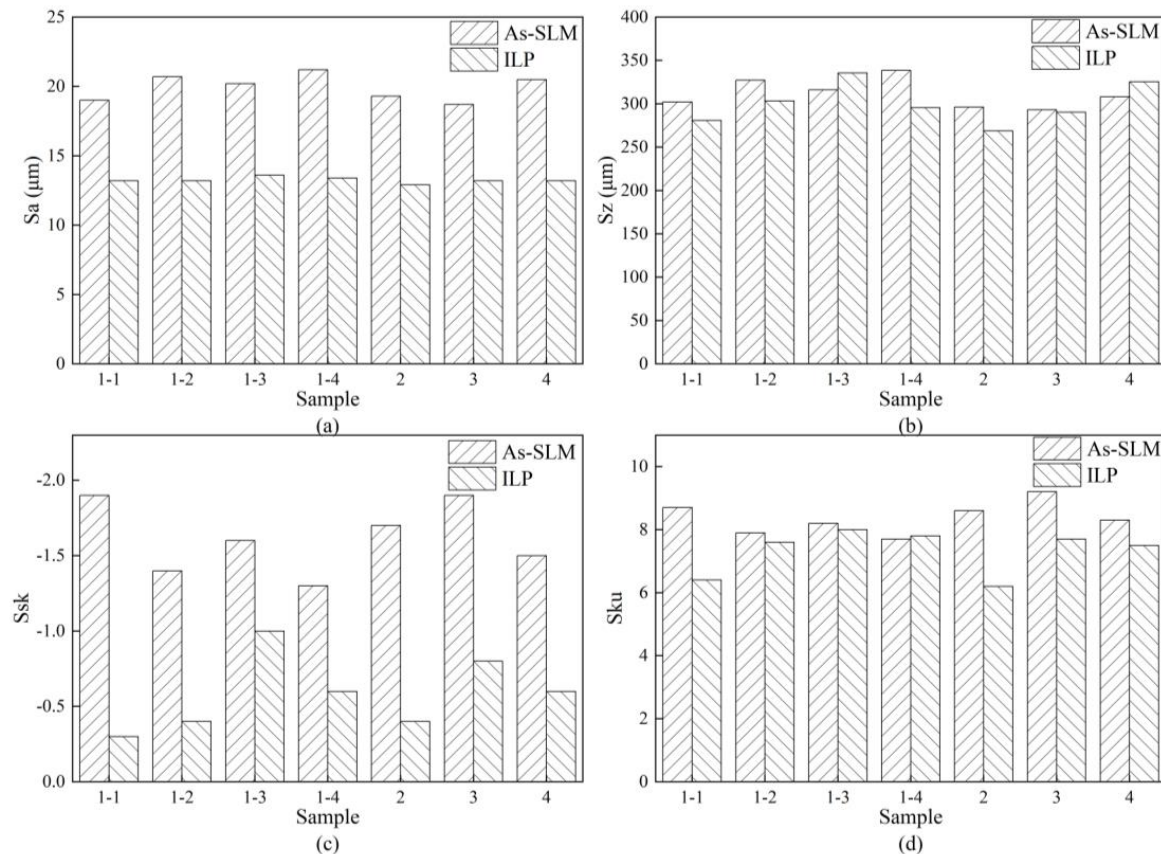 25
20
15
10
5
0
Sa (μm)
As-SLM
ILP
1-1 1-2 1-3 1-4 2 3 4
Sample
(a)
400
350
300
250
200
150
100
50
0
Sz (μm)
As-SLM
ILP
1-1 1-2 1-3 1-4 2 3 4
Sample
(b)
-2.0
-1.5
-1.0
-0.5
0.0
Ssk
As-SLM
ILP
1-1 1-2 1-3 1-4 2 3 4
Sample
(c)
10
8
6
4
2
0
Sku
As-SLM
ILP
1-1 1-2 1-3 1-4 2 3 4
Sample
(d)